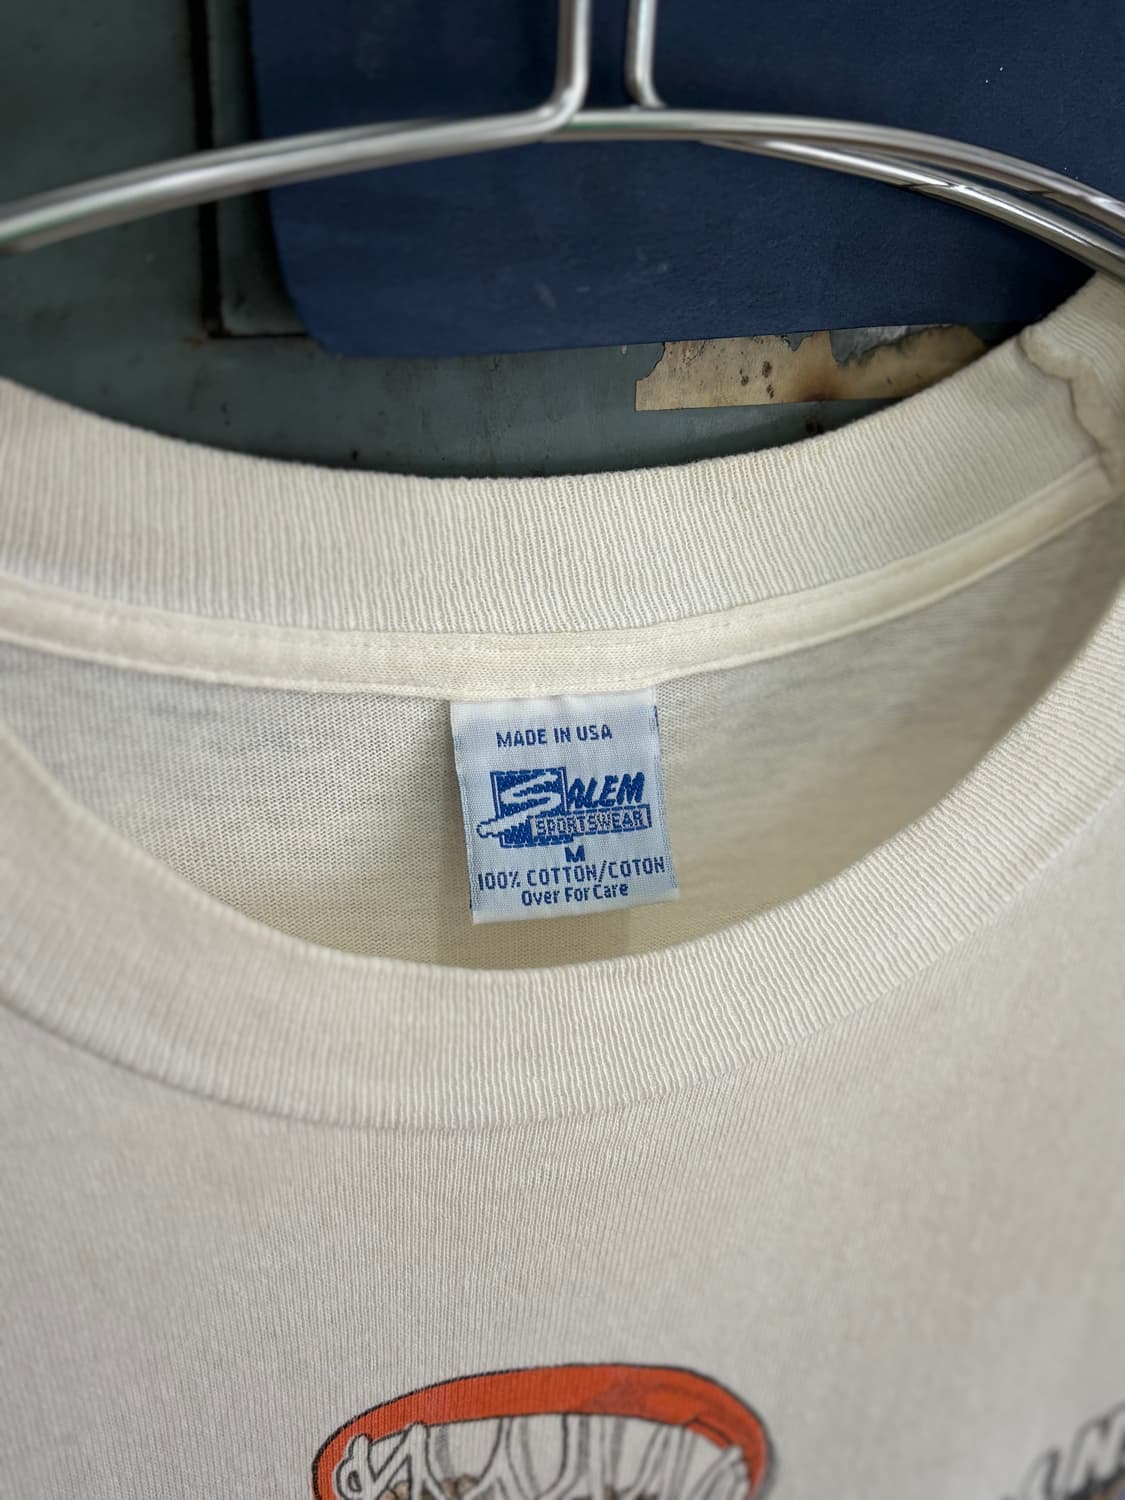 MADE IN USA
SALEM
SPORTSWEAR
M
100% COTTON/COTON
Over For Care